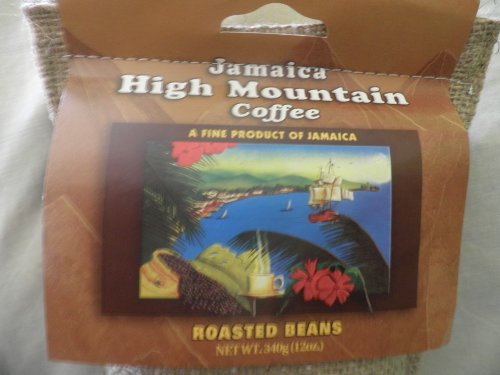 Jamaica
High Mountain
Coffee
A FINE PRODUCT OF JAMAICA
ROASTED BEANS
NET WT. 340g (12oz.)